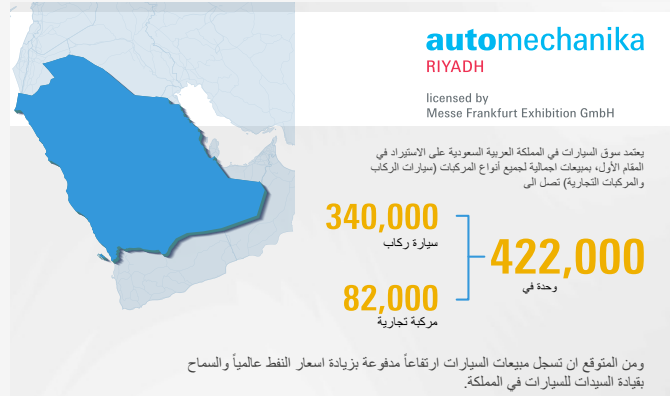 automechanika
RIYADH
licensed by
Messe Frankfurt Exhibition GmbH
يعتمد سوق السيارات في المملكة العربية السعودية على الاستيراد في
المقام الأول، بمبيعات اجمالية لجميع أنواع المركبات (سيارات الركاب
والمركبات التجارية) تصل الى
422,000
وحدة في
340,000
سيارة ركاب
82,000
مركبة تجارية
ومن المتوقع ان تسجل مبيعات السيارات ارتفاعاً مدفوعة بزيادة اسعار النفط عالمياً والسماح
بقيادة السيدات للسيارات في المملكة.